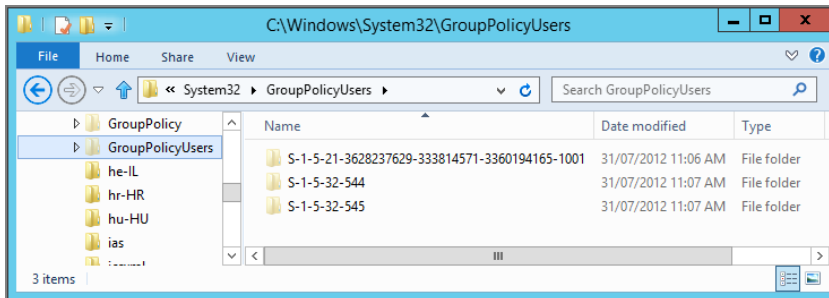 C:\Windows\System32\GroupPolicyUsers
File Home Share View
« System32 GroupPolicyUsers Search GroupPolicyUsers
GroupPolicy
GroupPolicyUsers
he-IL
hr-HR
hu-HU
ias
Name Date modified Type
S-1-5-21-3628237629-333814571-3360194165-1001 31/07/2012 11:06 AM File folder
S-1-5-32-544 31/07/2012 11:07 AM File folder
S-1-5-32-545 31/07/2012 11:07 AM File folder
3 items